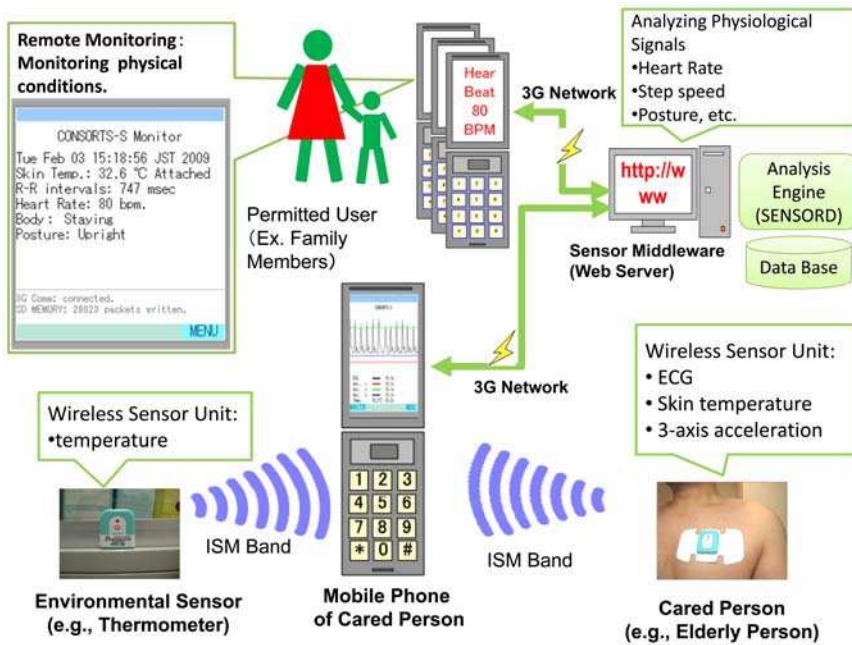 Remote Monitoring:
Monitoring physical
conditions.
CONSORTS-S Monitor
Tue Feb 03 15:18:56 JST 2009
Skin Temp.: 32.6 °C Attached
R-R intervals: 747 msec
Heart Rate: 80 bpm.
Body: Staying
Posture: Upright
3G Comm: connected.
SD MEMORY: 28023 packets written.
MENU
Permitted User
(Ex. Family
Members)
Hear
Beat
80
BPM
3G Network
Analyzing Physiological
Signals
•Heart Rate
•Step speed
•Posture, etc.
http://w
ww
Analysis
Engine
(SENSORD)
Sensor Middleware
(Web Server)
Data Base
3G Network
Wireless Sensor Unit:
• ECG
• Skin temperature
• 3-axis acceleration
Wireless Sensor Unit:
•temperature
1 2 3
4 5 6
7 8 9
* 0 #
ISM Band
ISM Band
Environmental Sensor
(e.g., Thermometer)
Mobile Phone
of Cared Person
Cared Person
(e.g., Elderly Person)